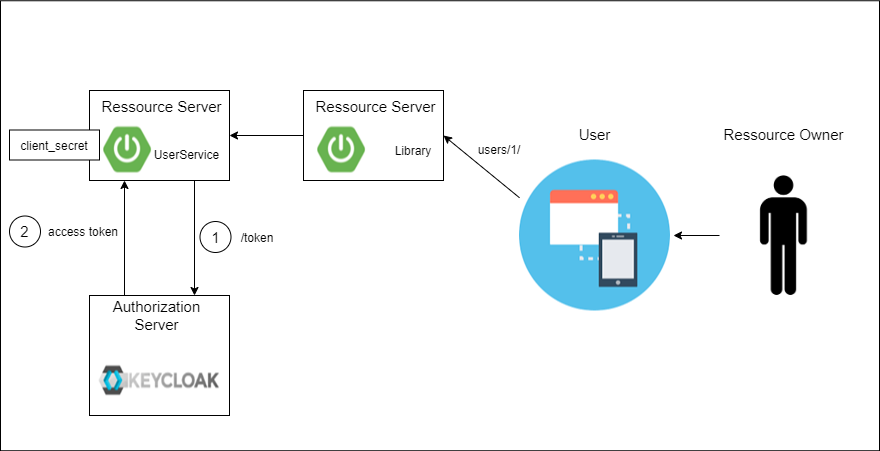 Ressource Server
Ressource Server
User
Ressource Owner
client_secret
UserService
Library
users/1/
2
access token
1
/token
Authorization
Server
KEYCLOAK